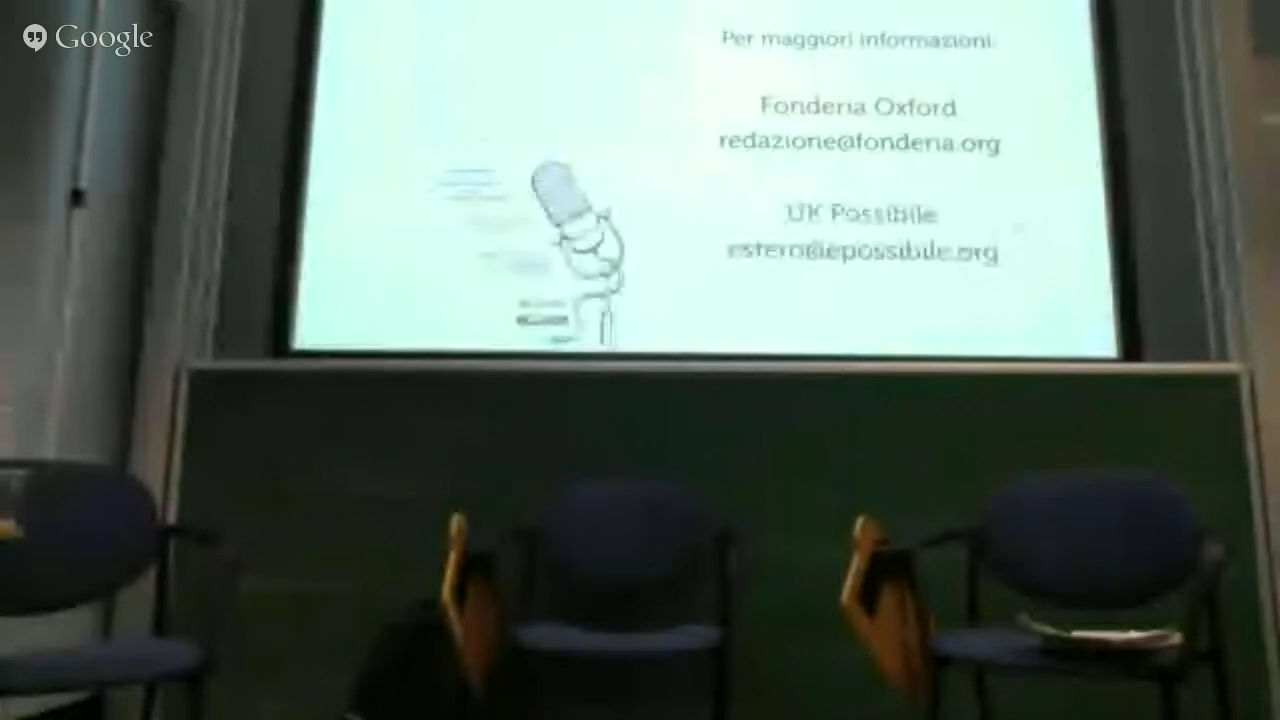 Google
Per maggiori informazioni:
Fonderia Oxford
redazione@fonderia.org
UK Possibile
estero@epossibile.org